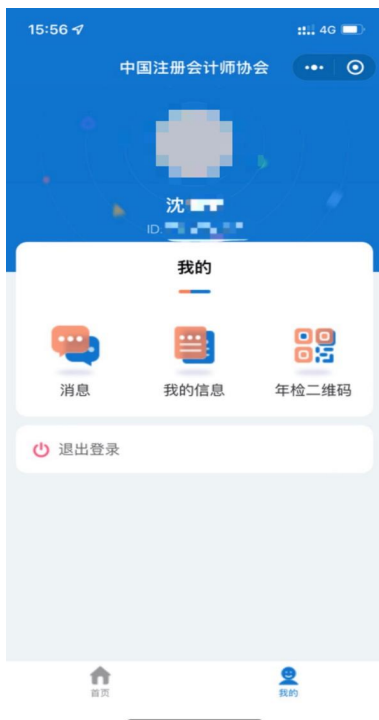 15:56 4G
中国注册会计师协会
沈
ID.
我的
消息 我的信息 年检二维码
退出登录
首页 我的